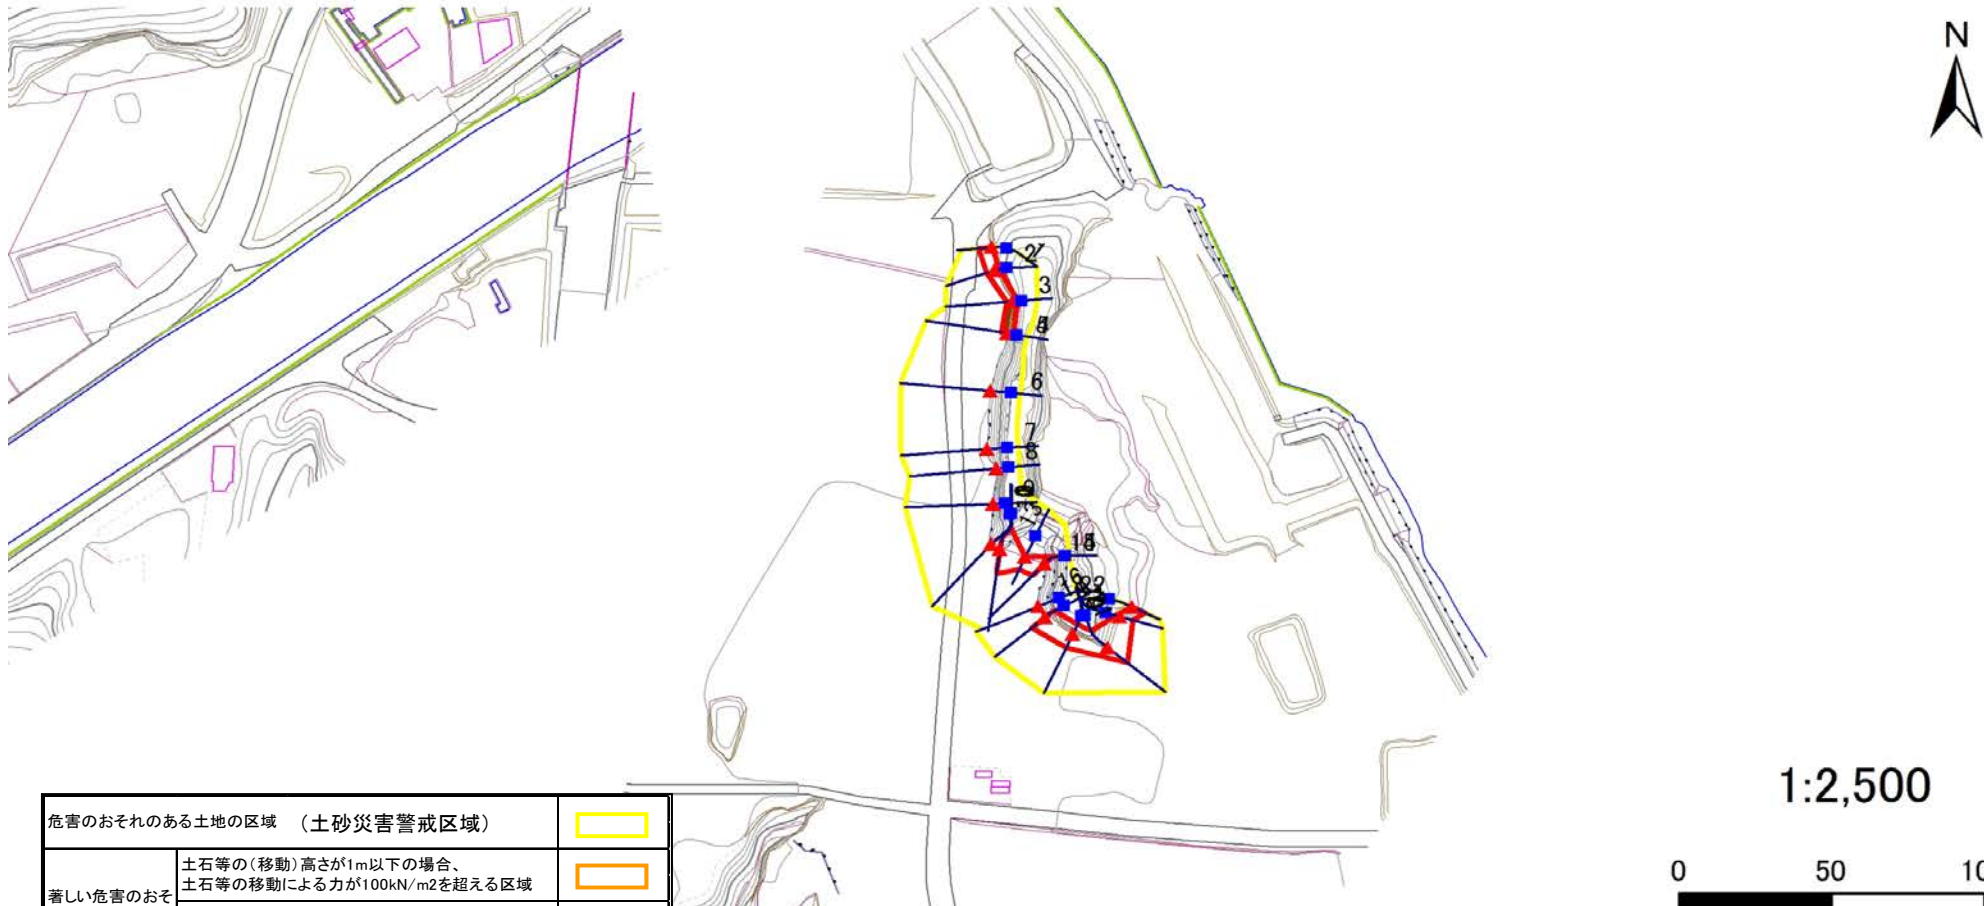 N
2
1
3
6
7
8
9
16
1:2,500
0 50
危害のおそれのある土地の区域 (土砂災害警戒区域)
土石等の(移動)高さが1m以下の場合、
土石等の移動による力が100kN/m2を超える区域
著しい危害のおそ